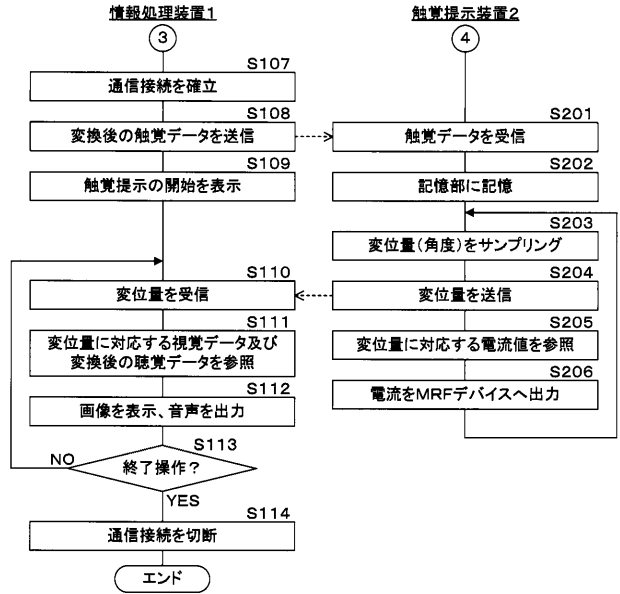 情報処理装置1
3
S107
通信接続を確立
S108
変換後の触覚データを送信
S109
触覚提示の開始を表示
S110
変位量を受信
S111
変位量に対応する視覚データ及び
変換後の聴覚データを参照
S112
画像を表示、音声を出力
S113
終了操作？
NO
YES
S114
通信接続を切断
エンド
触覚提示装置2
4
S201
触覚データを受信
S202
記憶部に記憶
S203
変位量(角度)をサンプリング
S204
変位量を送信
S205
変位量に対応する電流値を参照
S206
電流をMRFデバイスへ出力